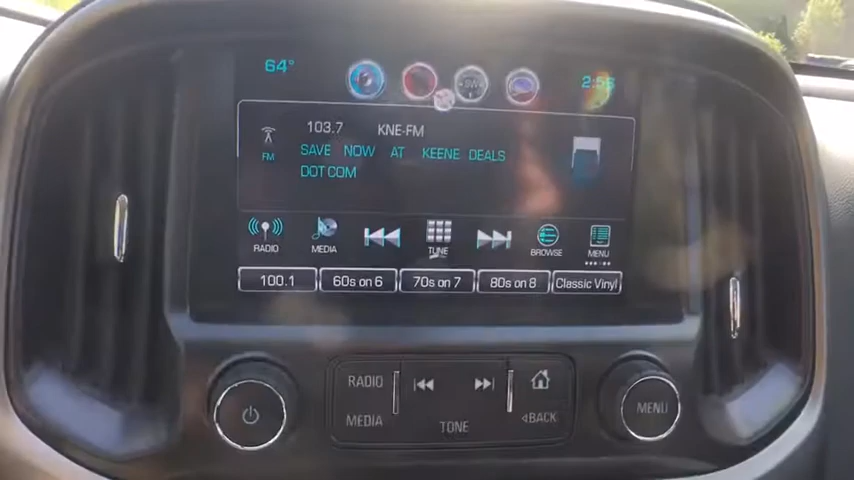 64° SW 2:56
103.7 KNE-FM
FM SAVE NOW AT KEENE DEALS
DOT COM
RADIO MEDIA TUNE BROWSE MENU
100.1 60s on 6 70s on 7 80s on 8 Classic Vinyl
RADIO MENU
MEDIA TONE BACK